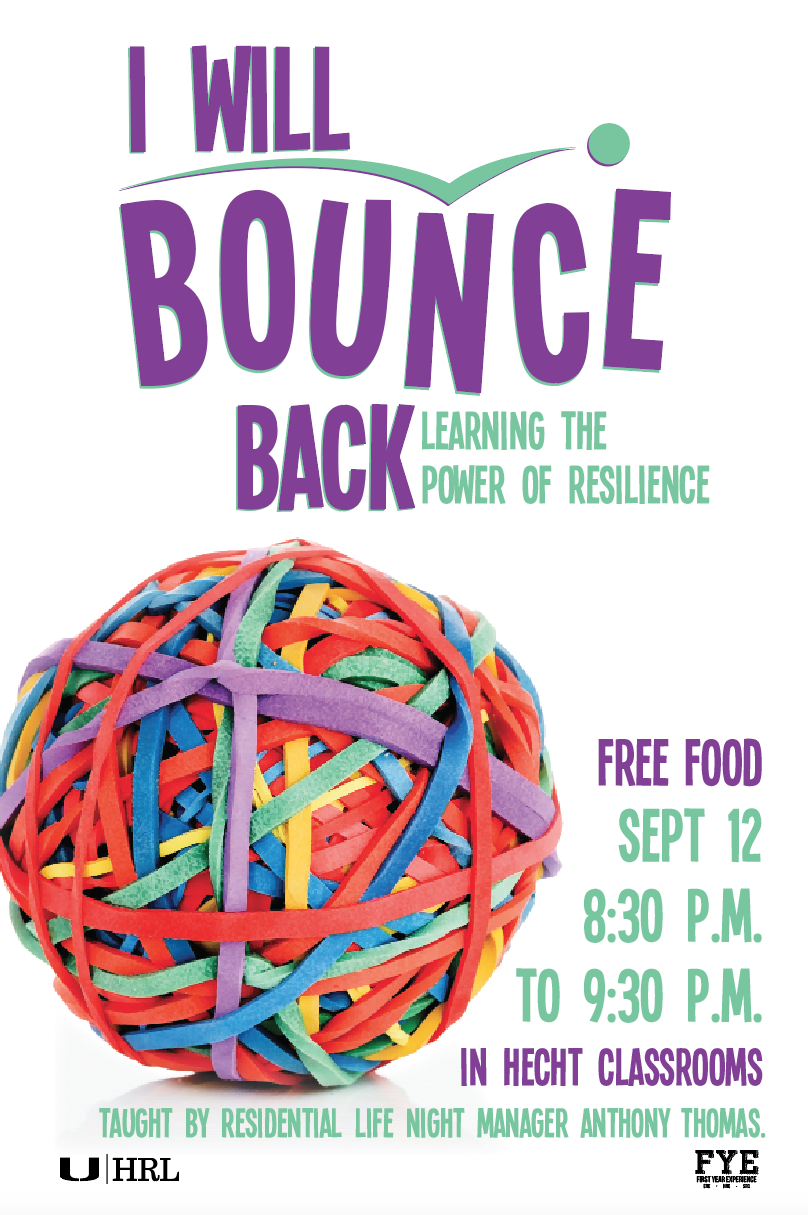 I WILL
BOUNCE
BACK
LEARNING THE
POWER OF RESILIENCE
FREE FOOD
SEPT 12
8:30 P.M.
TO 9:30 P.M.
IN HECHT CLASSROOMS
TAUGHT BY RESIDENTIAL LIFE NIGHT MANAGER ANTHONY THOMAS.
U | HRL
FYE
FIRST YEAR EXPERIENCE